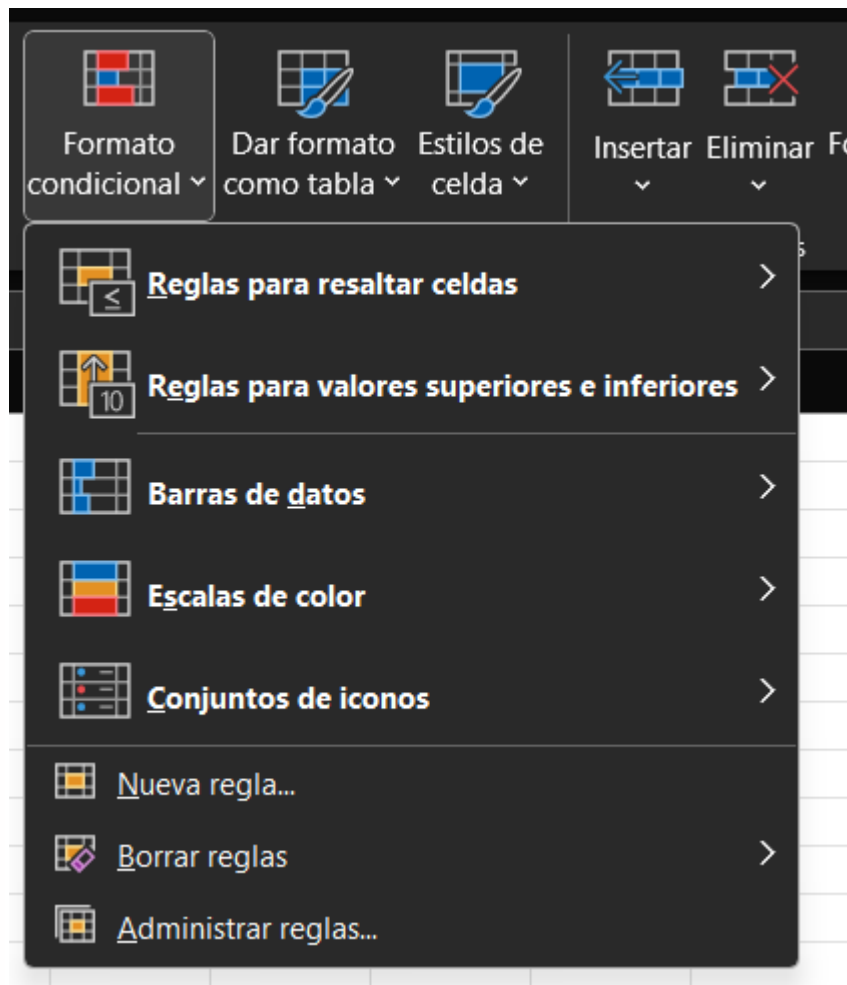 Formato
condicional
Dar formato
como tabla
Estilos de
celda
Insertar
Eliminar
≤
Reglas para resaltar celdas
10
Reglas para valores superiores e inferiores
Barras de datos
Escalas de color
Conjuntos de iconos
Nueva regla...
Borrar reglas
Administrar reglas...